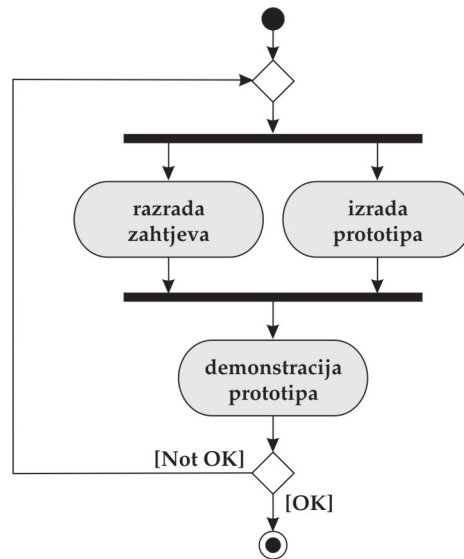 razrada
zahtjeva
izrada
prototipa
demonstracija
prototipa
[Not OK]
[OK]